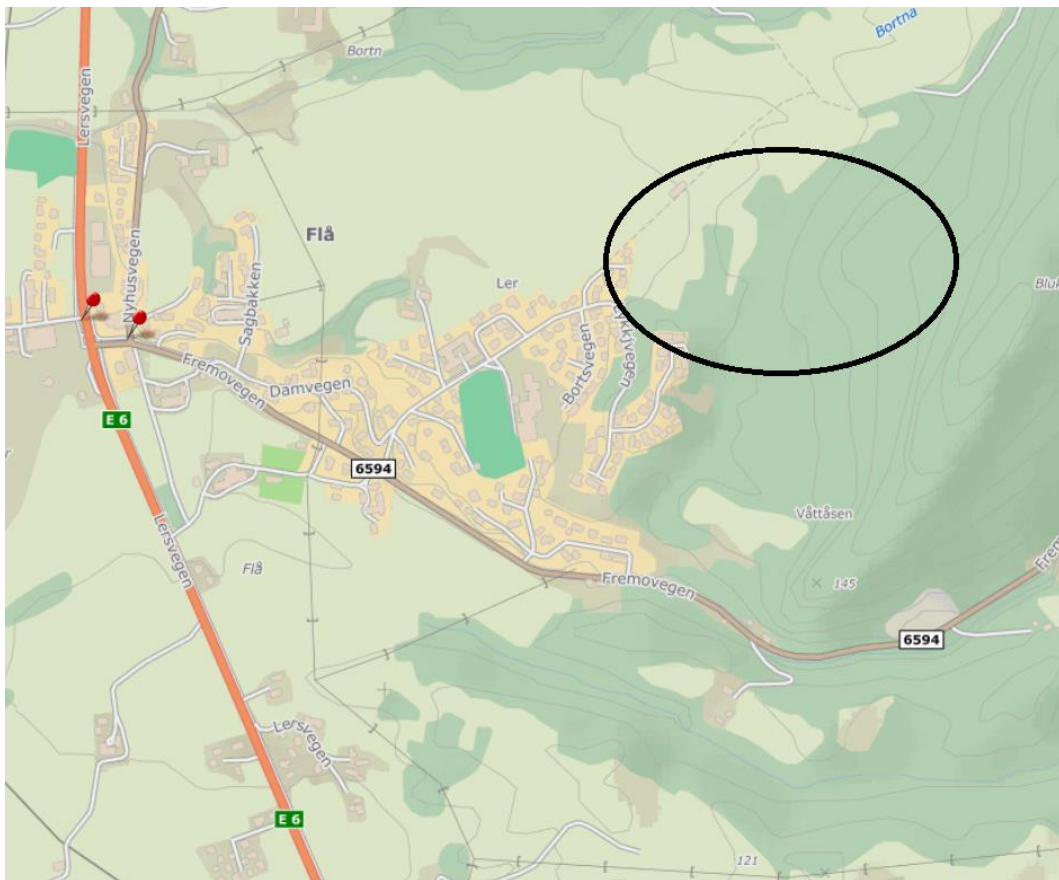 Bortna
Bortn
Lersvegen
Flå
Nyhusvegen
Sagbakken
Ler
Bluk
Fremovegen
Damvegen
Bortsvegen
E 6
6594
Våttåsen
Lersvegen
Flå
Fremovegen
145
6594
Lersvegen
E 6
121